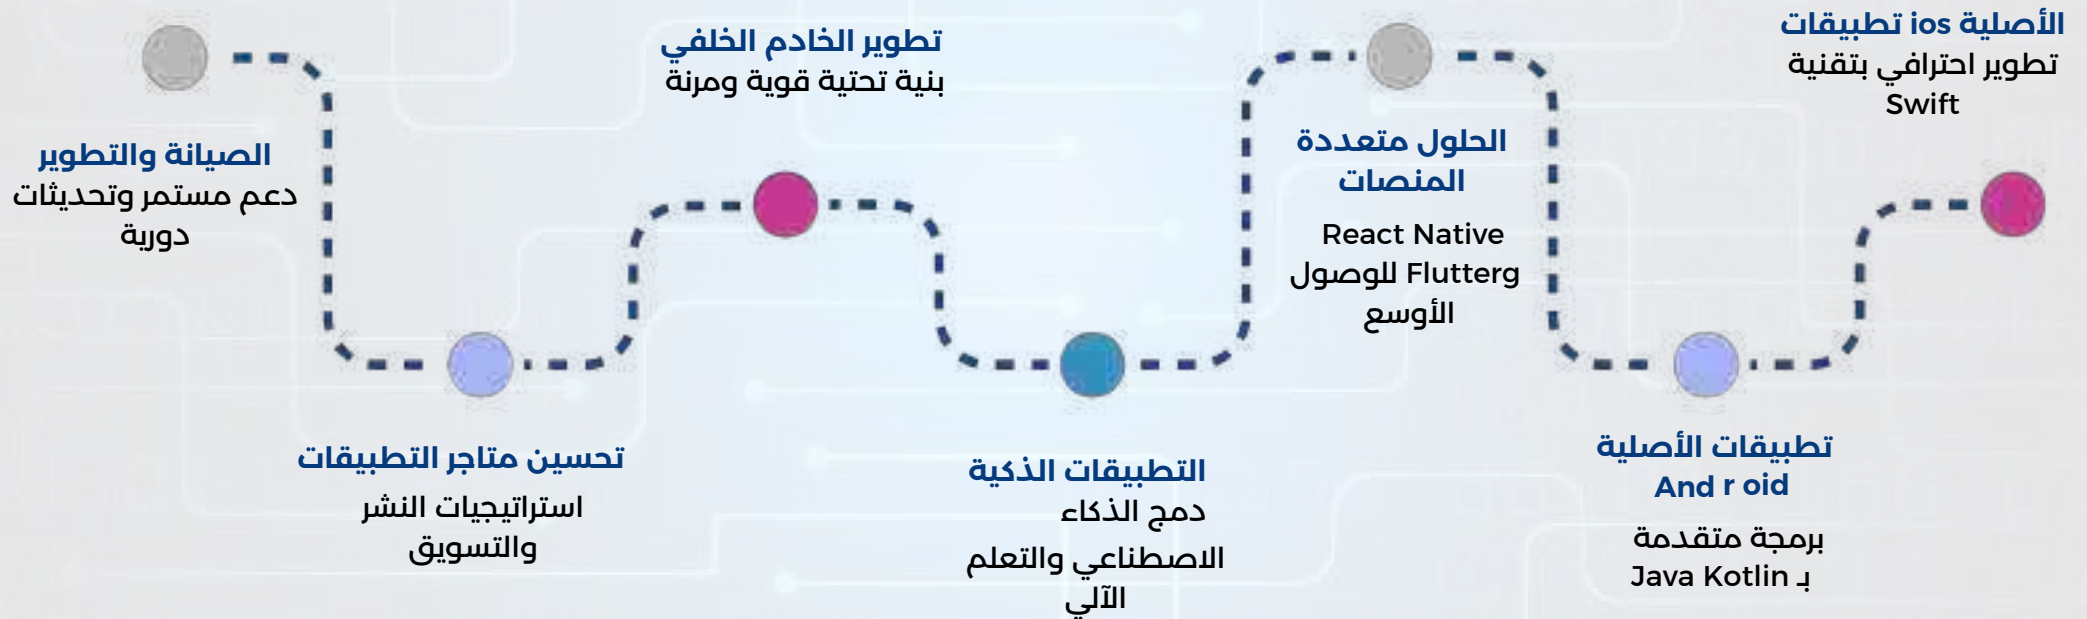 الأصلية ios تطبيقات
تطوير احترافي بتقنية
Swift
تطبيقات الأصلية
And r oid
برمجة متقدمة
بـ Java Kotlin
الحلول متعددة
المنصات
React Native
Flutterg للوصول
الأوسع
التطبيقات الذكية
دمج الذكاء
الاصطناعي والتعلم
الآلي
تطوير الخادم الخلفي
بنية تحتية قوية ومرنة
تحسين متاجر التطبيقات
استراتيجيات النشر
والتسويق
الصيانة والتطوير
دعم مستمر وتحديثات
دورية